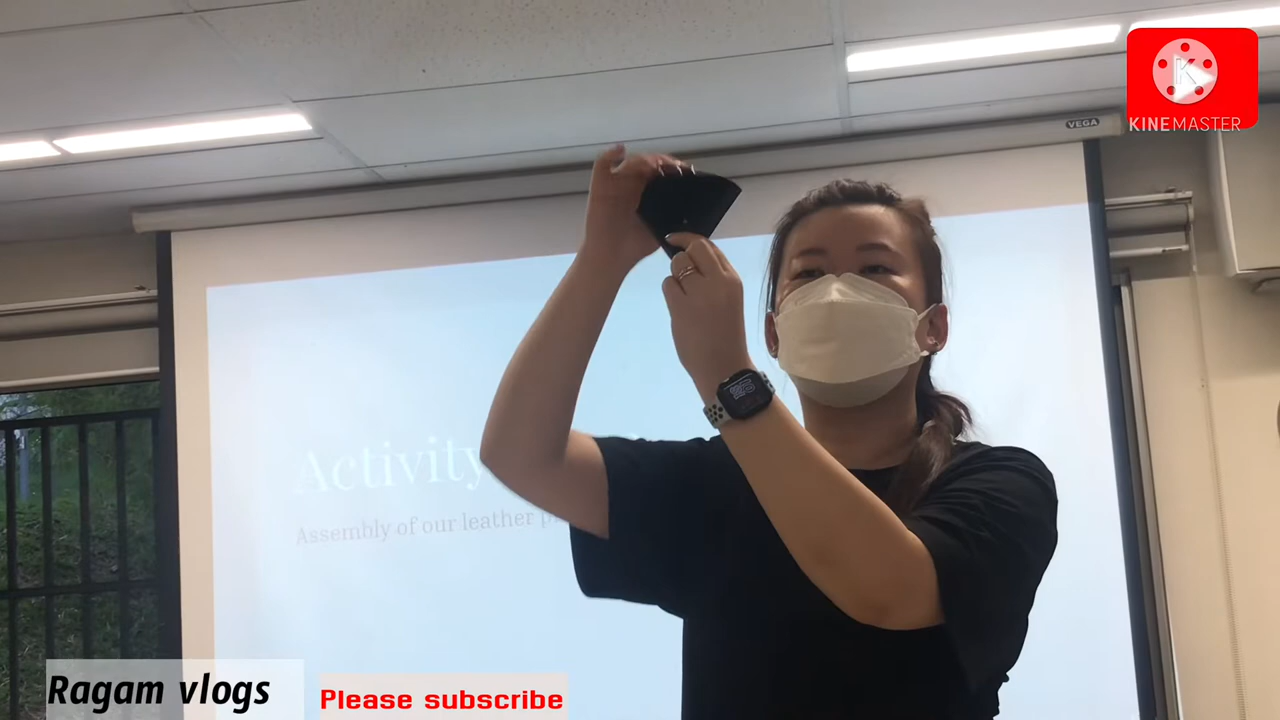 KINEMASTER
VEGA
Activity
Assembly of our leather
Ragam vlogs
Please subscribe